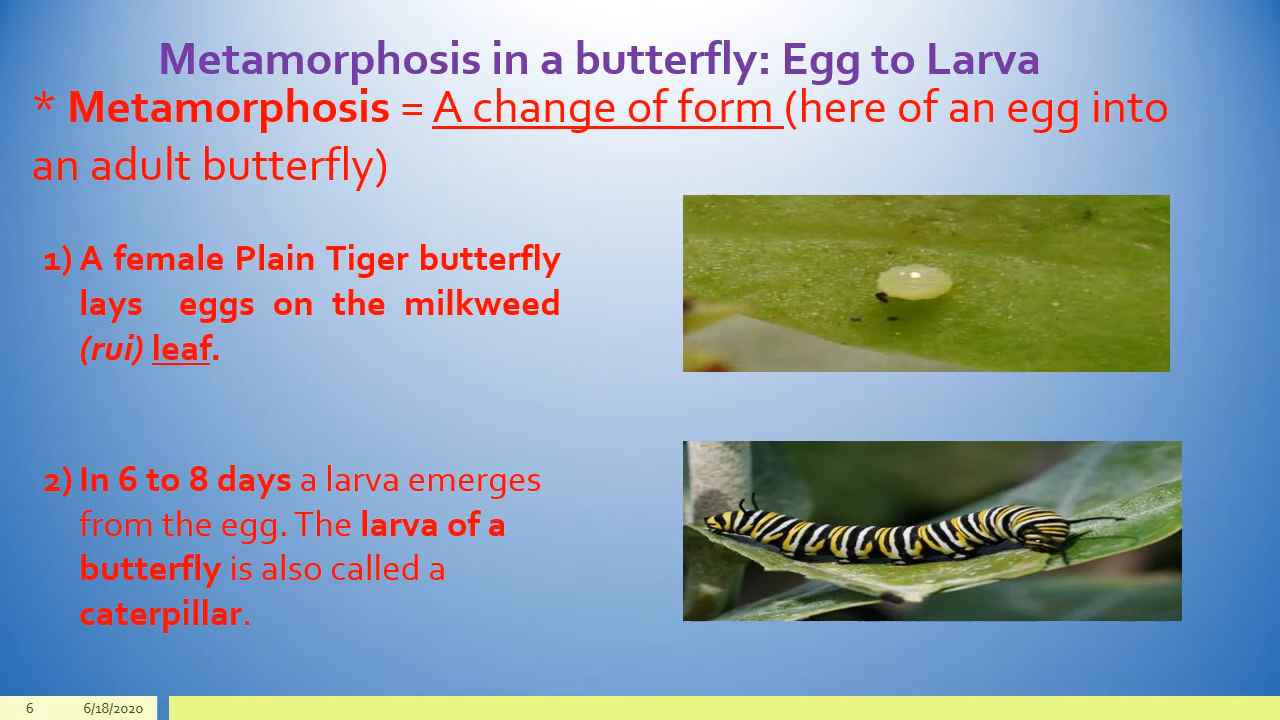 Metamorphosis in a butterfly: Egg to Larva
* Metamorphosis = A change of form (here of an egg into
an adult butterfly)
1) A female Plain Tiger butterfly
lays eggs on the milkweed
(rui) leaf.
2) In 6 to 8 days a larva emerges
from the egg. The larva of a
butterfly is also called a
caterpillar.
6 6/18/2020